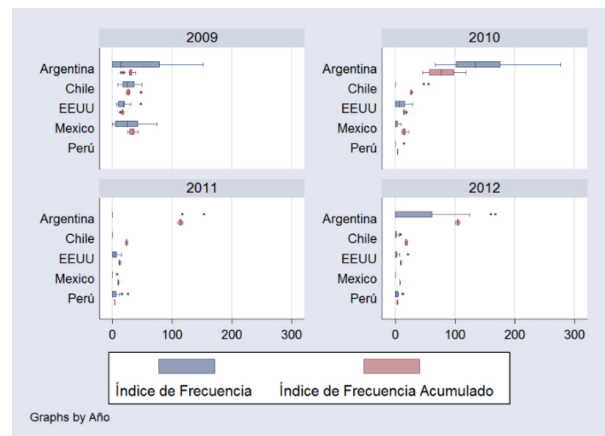 2009
2010
Argentina
Chile
EEUU
Mexico
Perú
Argentina
Chile
EEUU
Mexico
Perú
2011
2012
Argentina
Chile
EEUU
Mexico
Perú
Argentina
Chile
EEUU
Mexico
Perú
0 100 200 300
0 100 200 300
Índice de Frecuencia
Índice de Frecuencia Acumulado
Graphs by Año